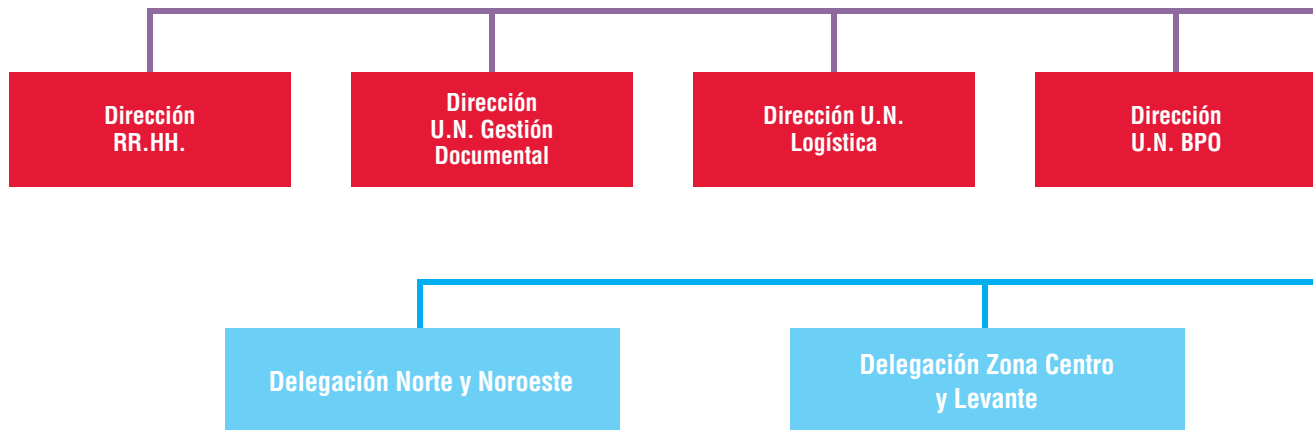 Dirección
RR.HH.
Dirección
U.N. Gestión
Documental
Dirección U.N.
Logística
Dirección
U.N. BPO
Delegación Norte y Noroeste
Delegación Zona Centro
y Levante